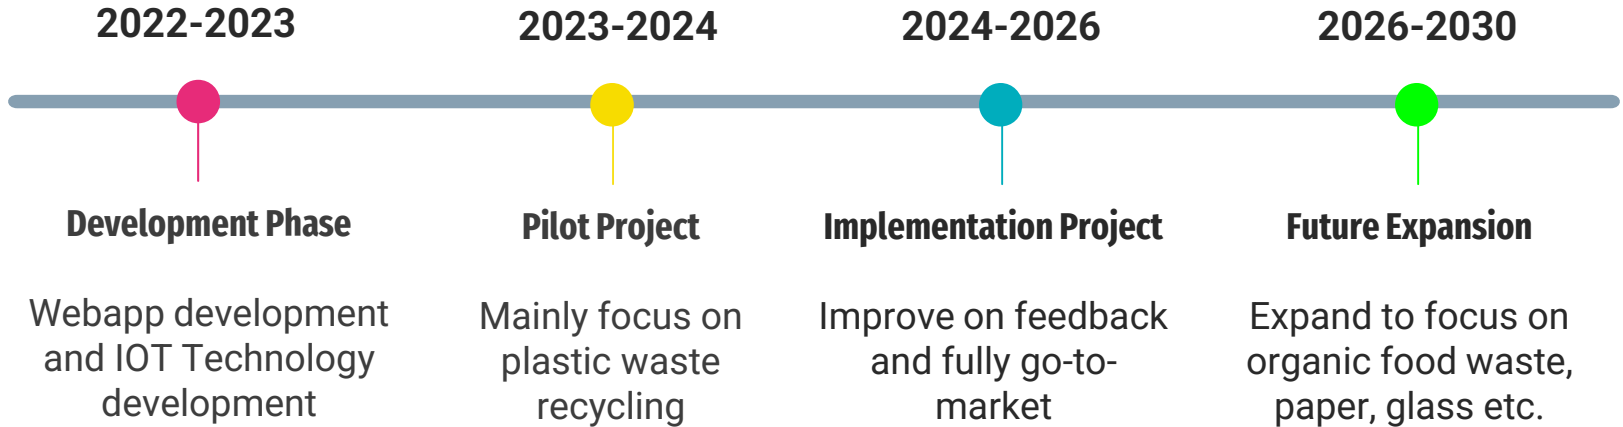 2022-2023
Development Phase
Webapp development
and IOT Technology
development
2023-2024
Pilot Project
Mainly focus on
plastic waste
recycling
2024-2026
Implementation Project
Improve on feedback
and fully go-to-
market
2026-2030
Future Expansion
Expand to focus on
organic food waste,
paper, glass etc.